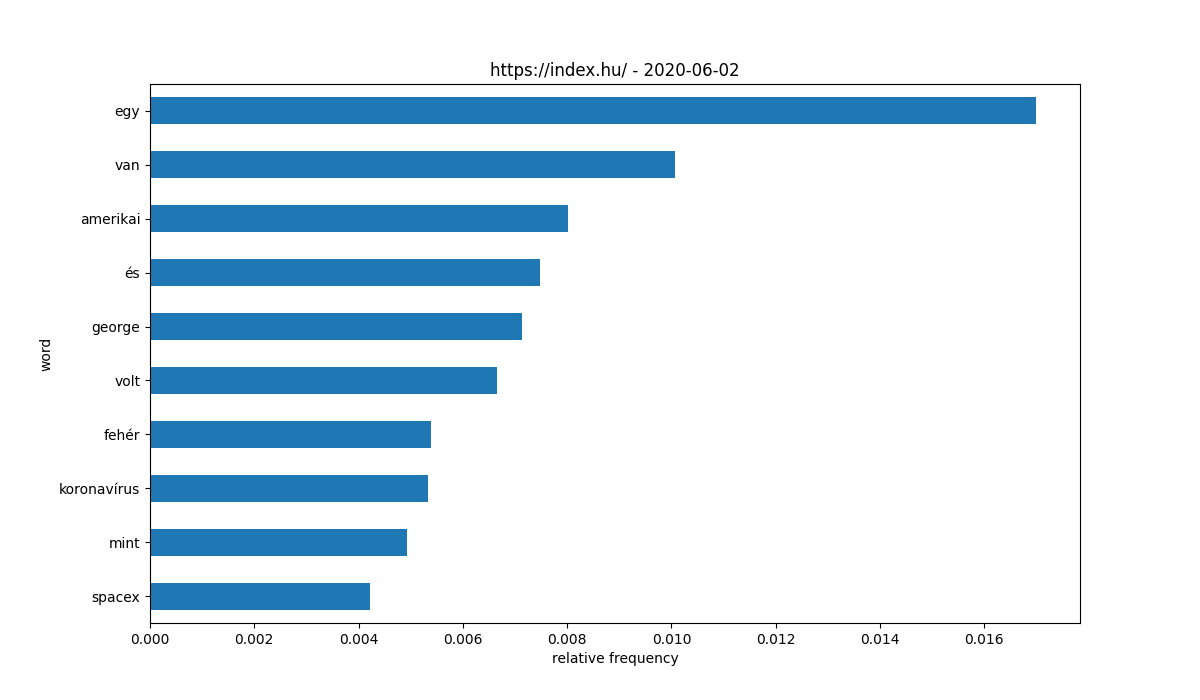 https://index.hu/ - 2020-06-02
egy
van
amerikai
és
george
volt
fehér
koronavírus
mint
spacex
word
0.000 0.002 0.004 0.006 0.008 0.010 0.012 0.014 0.016
relative frequency